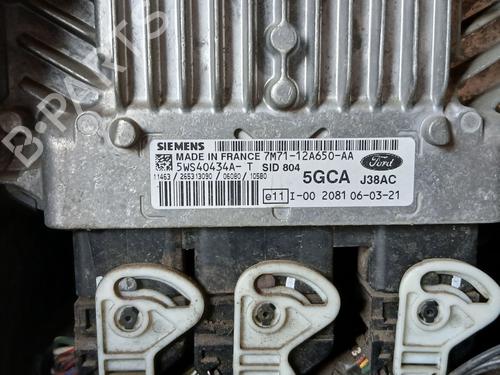 B-PARTS
SIEMENS
MADE IN FRANCE 7M71-12A650-AA
5WS40434A- T SID 804
11463 / 265313090 / 06080 / 10580
5GCA J38AC
Ford
e11 I-00 2081 06-03-21